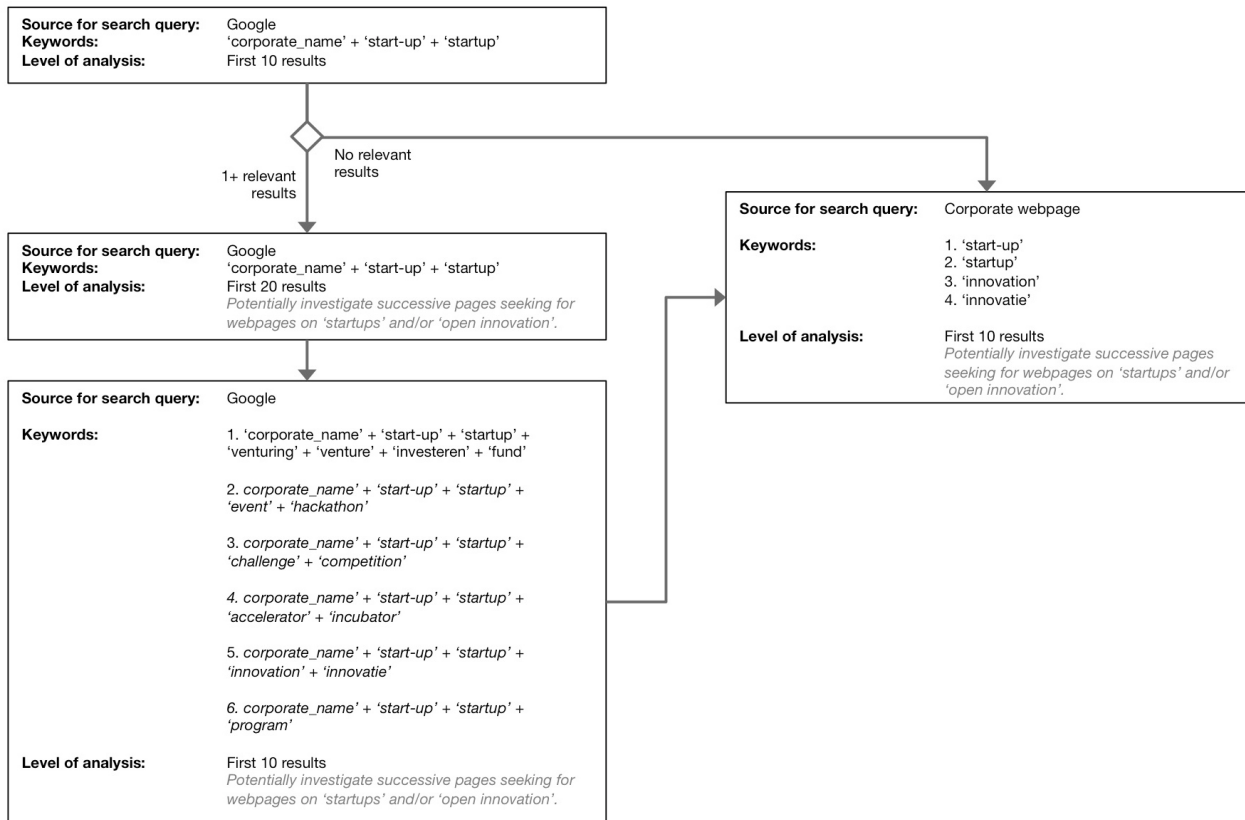 Source for search query: Google
Keywords: ‘corporate_name’ + ‘start-up’ + ‘startup’
Level of analysis: First 10 results
No relevant
results
1+ relevant
results
Source for search query: Google
Keywords: ‘corporate_name’ + ‘start-up’ + ‘startup’
Level of analysis: First 20 results
Potentially investigate successive pages seeking for
webpages on ‘startups’ and/or ‘open innovation’.
Source for search query: Corporate webpage
Keywords: 1. ‘start-up’
2. ‘startup’
3. ‘innovation’
4. ‘innovatie’
Level of analysis: First 10 results
Potentially investigate successive pages
seeking for webpages on ‘startups’ and/or
‘open innovation’.
Source for search query: Google
Keywords: 1. ‘corporate_name’ + ‘start-up’ + ‘startup’ +
‘venturing’ + ‘venture’ + ‘investeren’ + ‘fund’
2. corporate_name’ + ‘start-up’ + ‘startup’ +
‘event’ + ‘hackathon’
3. corporate_name’ + ‘start-up’ + ‘startup’ +
‘challenge’ + ‘competition’
4. corporate_name’ + ‘start-up’ + ‘startup’ +
‘accelerator’ + ‘incubator’
5. corporate_name’ + ‘start-up’ + ‘startup’ +
‘innovation’ + ‘innovatie’
6. corporate_name’ + ‘start-up’ + ‘startup’ +
‘program’
Level of analysis: First 10 results
Potentially investigate successive pages seeking for
webpages on ‘startups’ and/or ‘open innovation’.